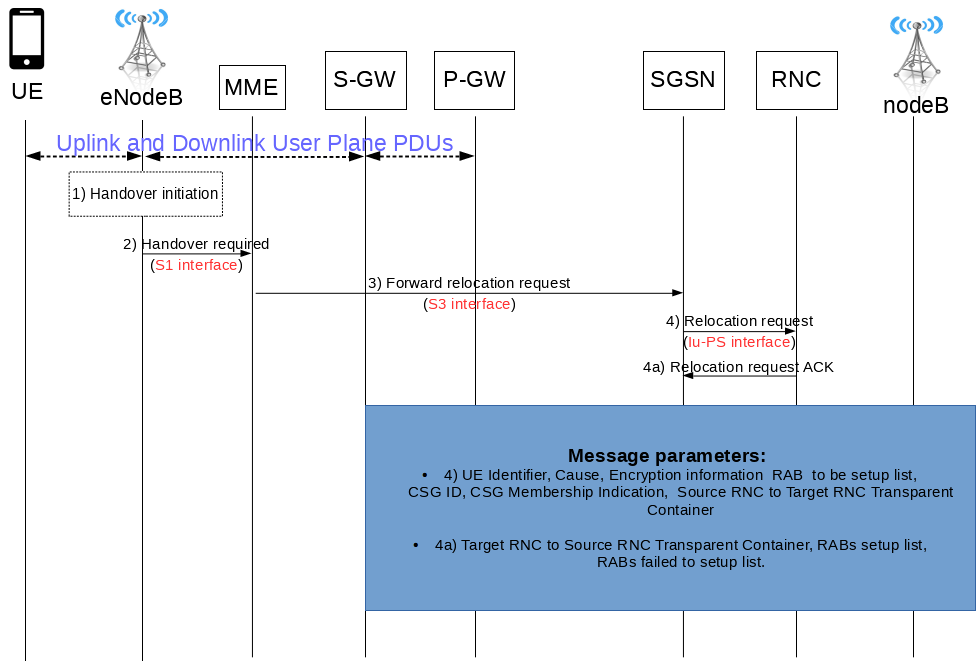 UE
eNodeB
MME
S-GW
P-GW
SGSN
RNC
nodeB
Uplink and Downlink User Plane PDUs
1) Handover initiation
2) Handover required
(S1 interface)
3) Forward relocation request
(S3 interface)
4) Relocation request
(Iu-PS interface)
4a) Relocation request ACK
Message parameters:
• 4) UE Identifier, Cause, Encryption information RAB to be setup list,
CSG ID, CSG Membership Indication, Source RNC to Target RNC Transparent
Container
• 4a) Target RNC to Source RNC Transparent Container, RABs setup list,
RABs failed to setup list.